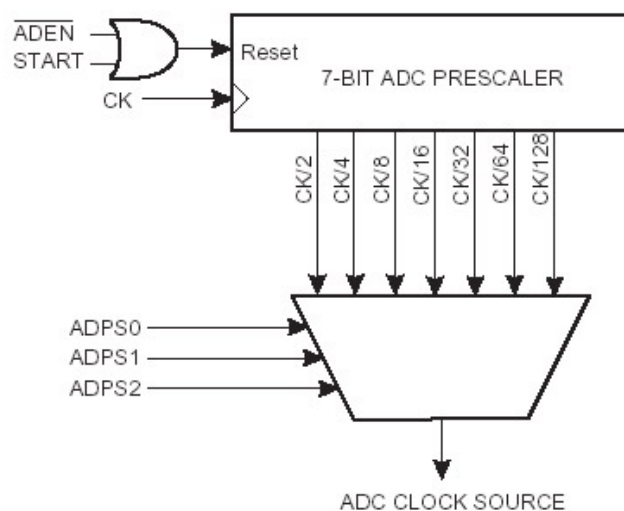 ADEN
START
Reset
CK
7-BIT ADC PRESCALER
CK/2
CK/4
CK/8
CK/16
CK/32
CK/64
CK/128
ADPS0
ADPS1
ADPS2
ADC CLOCK SOURCE